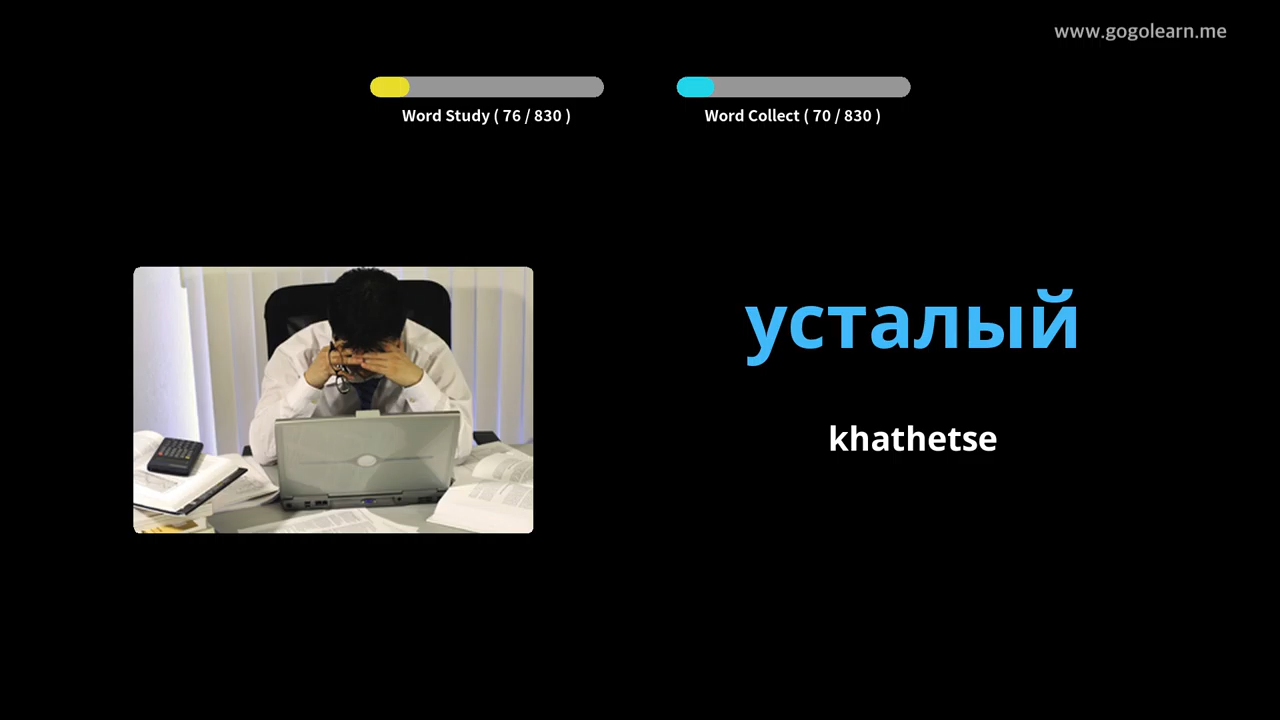 www.gogolearn.me
Word Study ( 76 / 830 )
Word Collect ( 70 / 830 )
усталый
khathetse